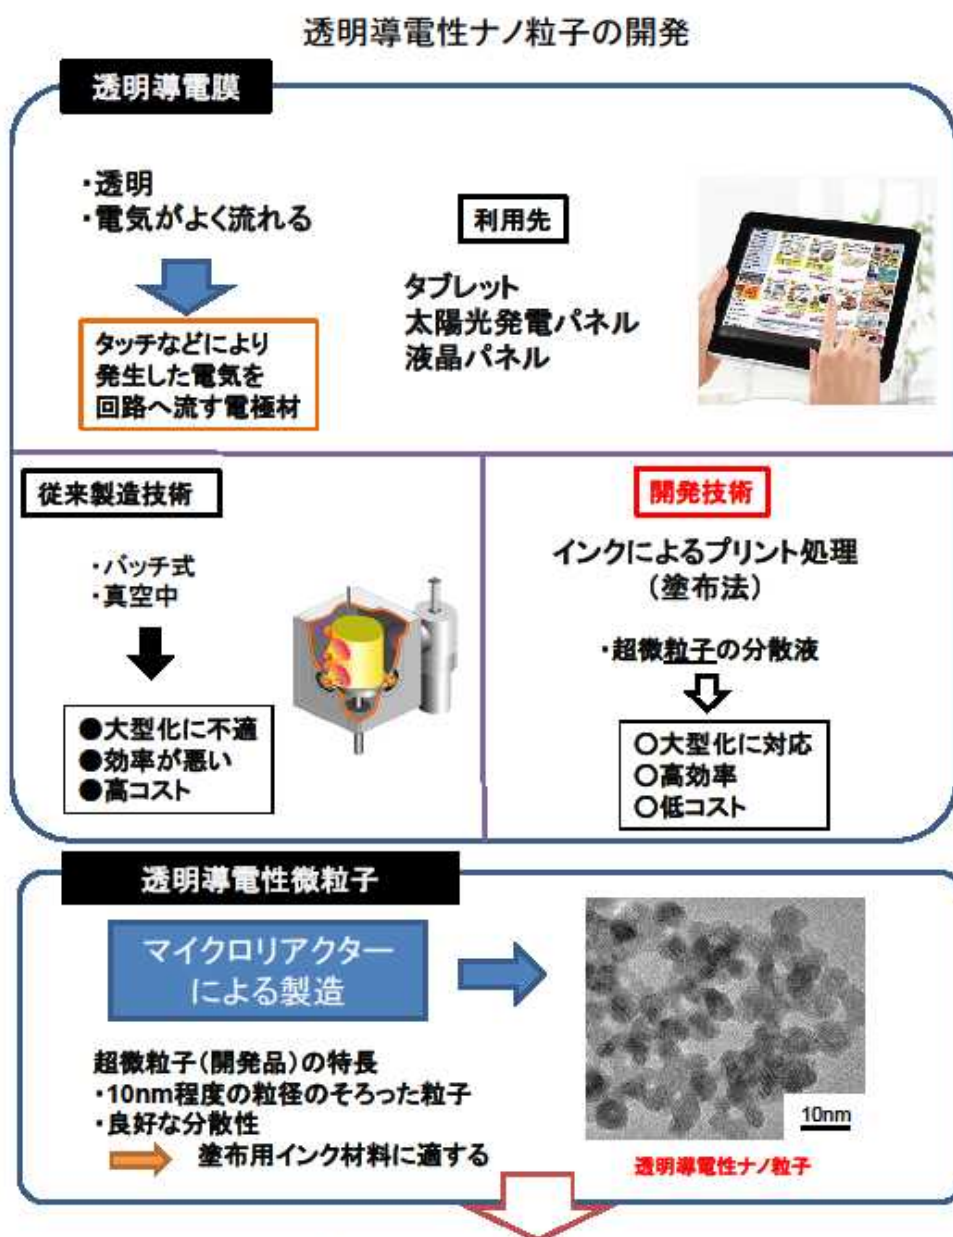 透明導電性ナノ粒子の開発
透明導電膜
・透明
・電気がよく流れる
タッチなどにより
発生した電気を
回路へ流す電極材
利用先
タブレット
太陽光発電パネル
液晶パネル
従来製造技術
・バッチ式
・真空中
●大型化に不適
●効率が悪い
●高コスト
開発技術
インクによるプリント処理
(塗布法)
・超微粒子の分散液
〇大型化に対応
〇高効率
〇低コスト
透明導電性微粒子
マイクロリアクター
による製造
超微粒子(開発品)の特長
・10nm程度の粒径のそろった粒子
・良好な分散性
塗布用インク材料に適する
10nm
透明導電性ナノ粒子